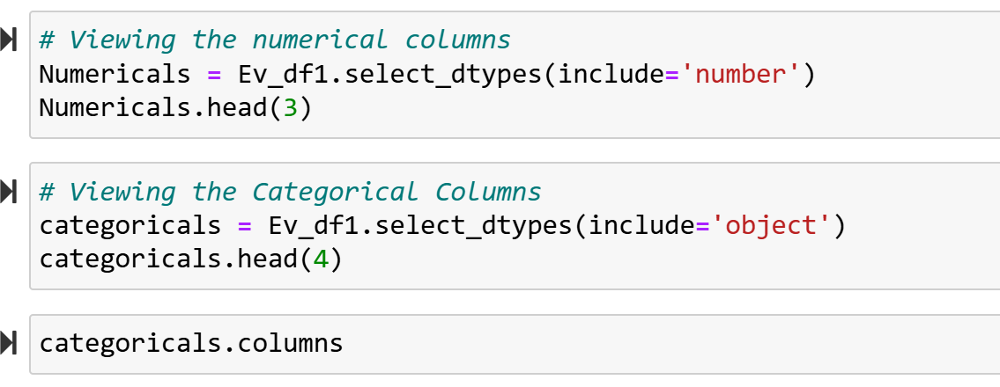 # Viewing the numerical columns
Numericals = Ev_df1.select_dtypes(include='number')
Numericals.head(3)
# Viewing the Categorical Columns
categoricals = Ev_df1.select_dtypes(include='object')
categoricals.head(4)
categoricals.columns